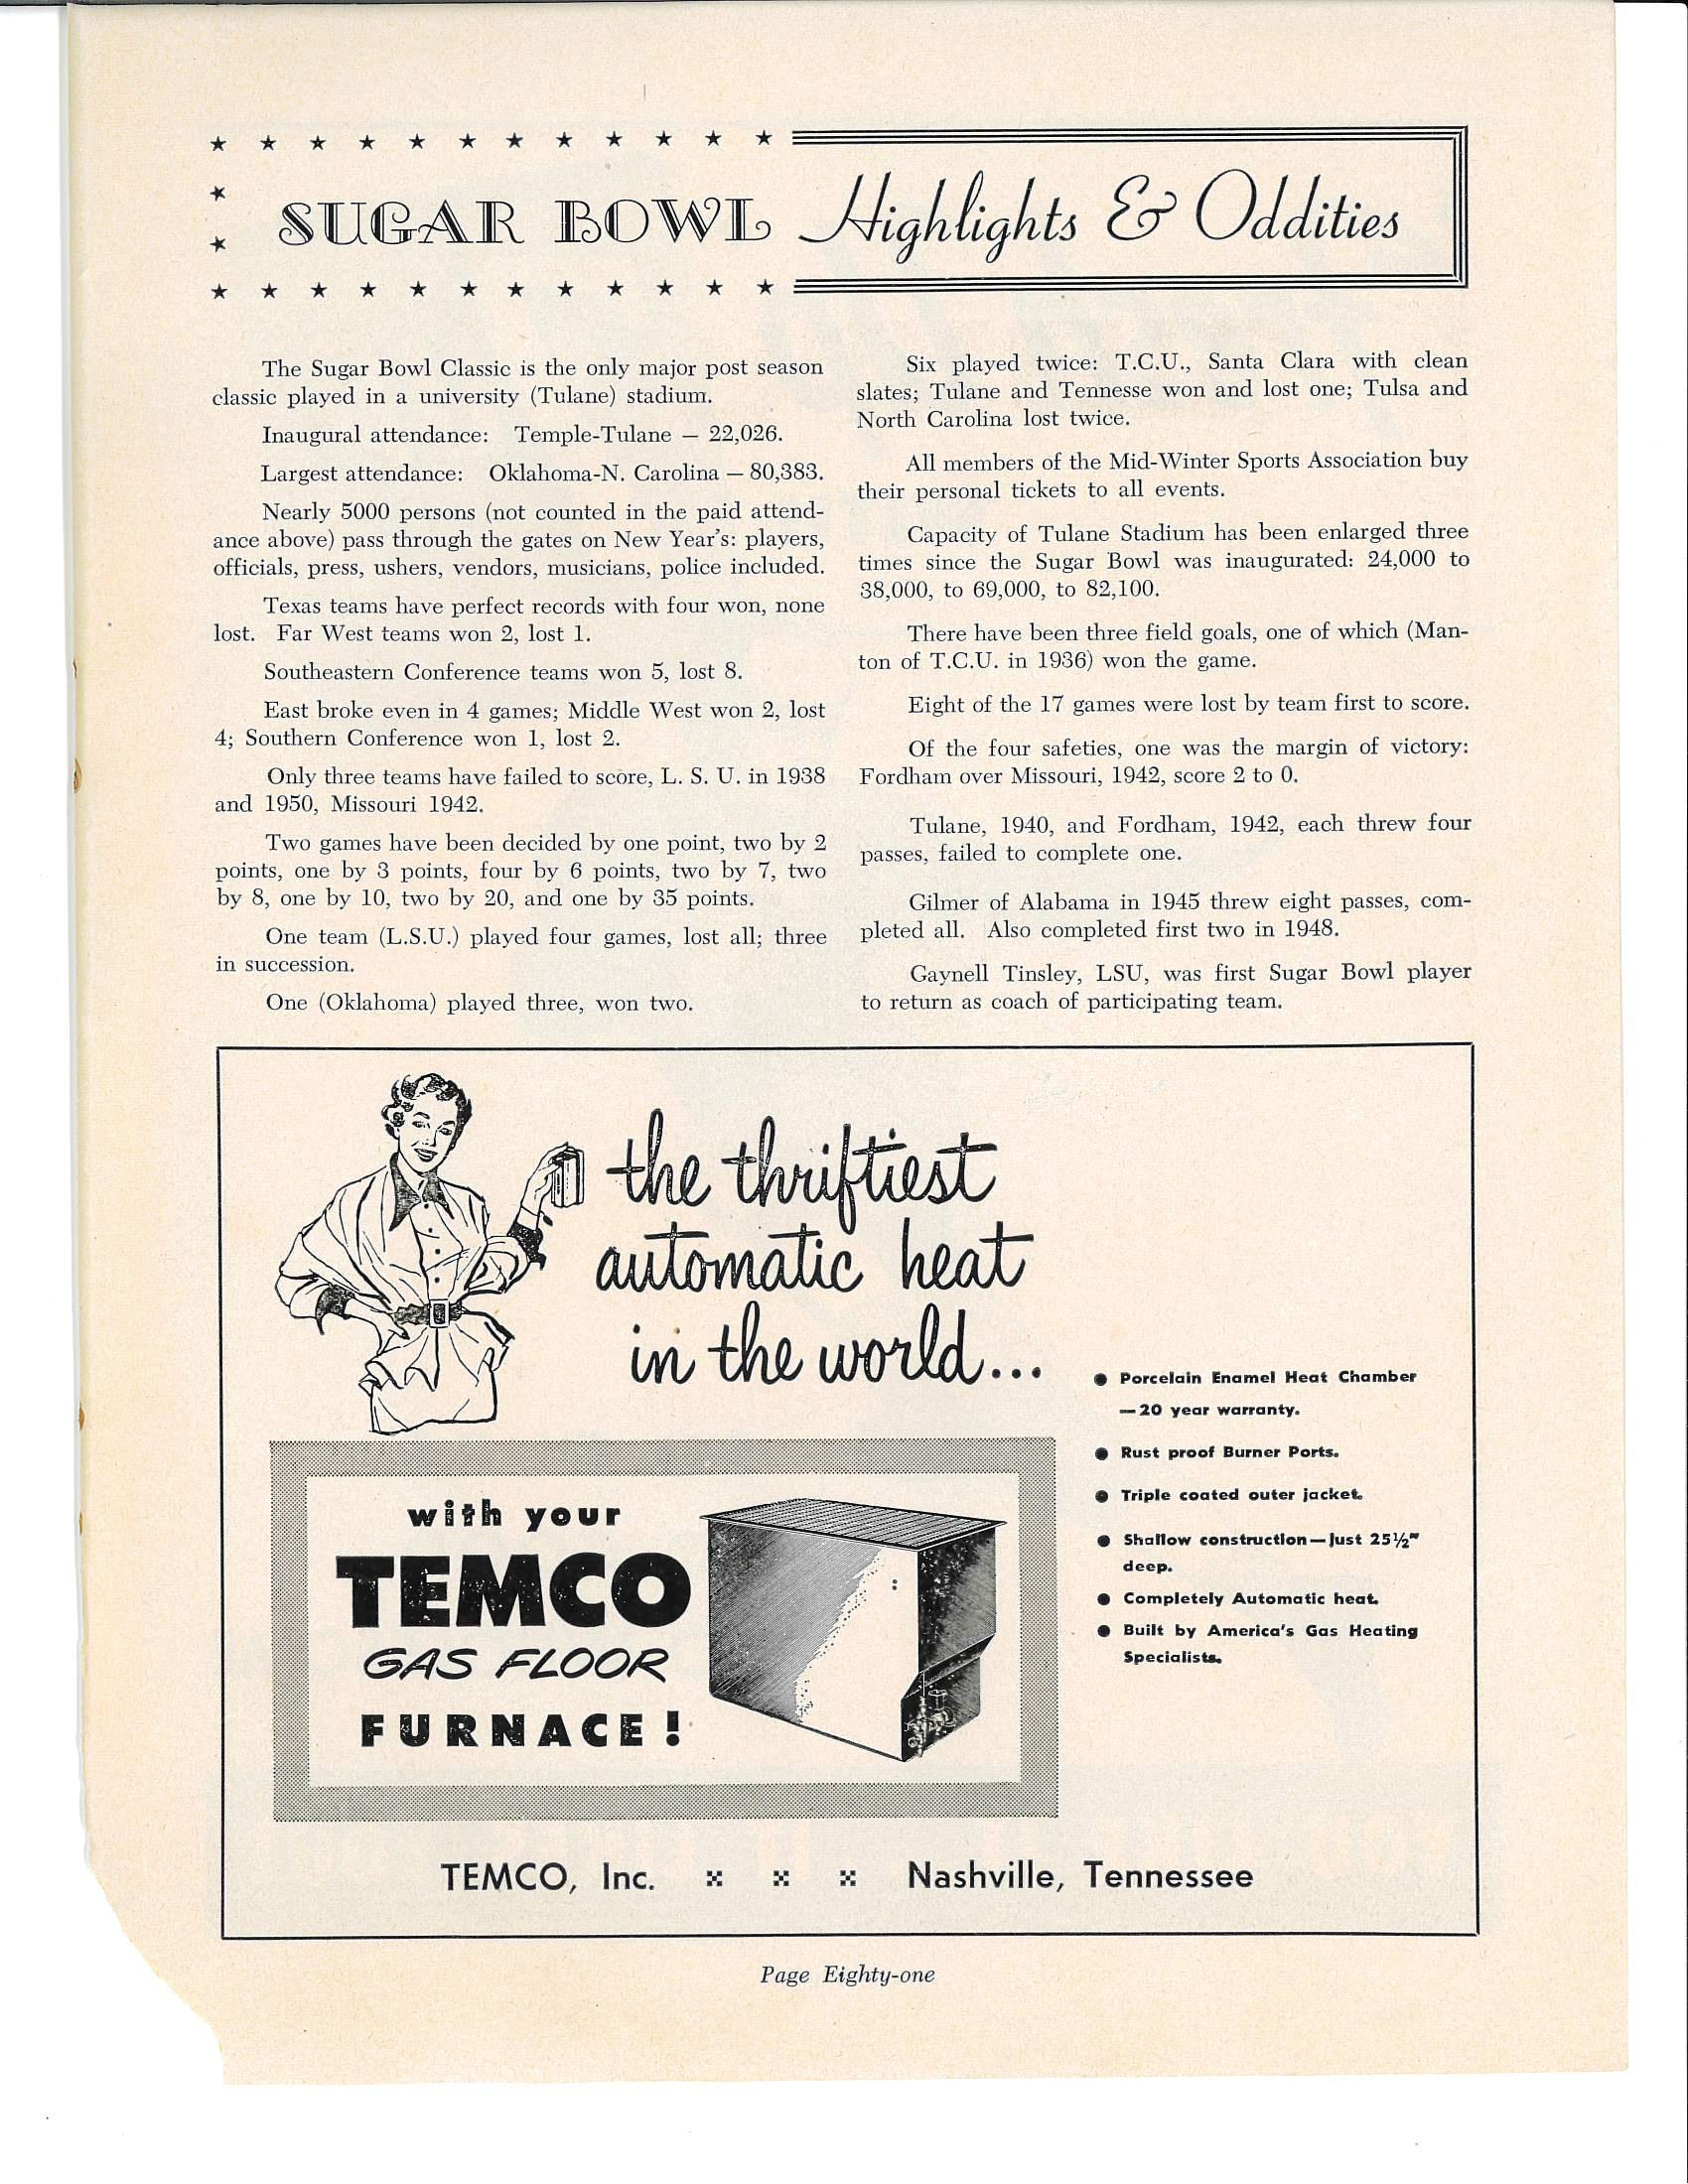 SUGAR BOWL Highlights & Oddities
The Sugar Bowl Classic is the only major post season
classic played in a university (Tulane) stadium.
Inaugural attendance: Temple-Tulane — 22,026.
Largest attendance: Oklahoma-N. Carolina — 80,383.
Nearly 5000 persons (not counted in the paid attend-
ance above) pass through the gates on New Year's: players,
officials, press, ushers, vendors, musicians, police included.
Texas teams have perfect records with four won, none
lost. Far West teams won 2, lost 1.
Southeastern Conference teams won 5, lost 8.
East broke even in 4 games; Middle West won 2, lost
4; Southern Conference won 1, lost 2.
Only three teams have failed to score, L. S. U. in 1938
and 1950, Missouri 1942.
Two games have been decided by one point, two by 2
points, one by 3 points, four by 6 points, two by 7, two
by 8, one by 10, two by 20, and one by 35 points.
One team (L.S.U.) played four games, lost all; three
in succession.
One (Oklahoma) played three, won two.
Six played twice: T.C.U., Santa Clara with clean
slates; Tulane and Tennesse won and lost one; Tulsa and
North Carolina lost twice.
All members of the Mid-Winter Sports Association buy
their personal tickets to all events.
Capacity of Tulane Stadium has been enlarged three
times since the Sugar Bowl was inaugurated: 24,000 to
38,000, to 69,000, to 82,100.
There have been three field goals, one of which (Man-
ton of T.C.U. in 1936) won the game.
Eight of the 17 games were lost by team first to score.
Of the four safeties, one was the margin of victory:
Fordham over Missouri, 1942, score 2 to 0.
Tulane, 1940, and Fordham, 1942, each threw four
passes, failed to complete one.
Gilmer of Alabama in 1945 threw eight passes, com-
pleted all. Also completed first two in 1948.
Gaynell Tinsley, LSU, was first Sugar Bowl player
to return as coach of participating team.
the thriftiest
automatic heat
in the world...
with your
TEMCO
GAS FLOOR
FURNACE!
● Porcelain Enamel Heat Chamber
—20 year warranty.
● Rust proof Burner Ports.
● Triple coated outer jacket.
● Shallow construction—just 25½"
deep.
● Completely Automatic heat.
● Built by America's Gas Heating
Specialists.
TEMCO, Inc. Nashville, Tennessee
Page Eighty-one